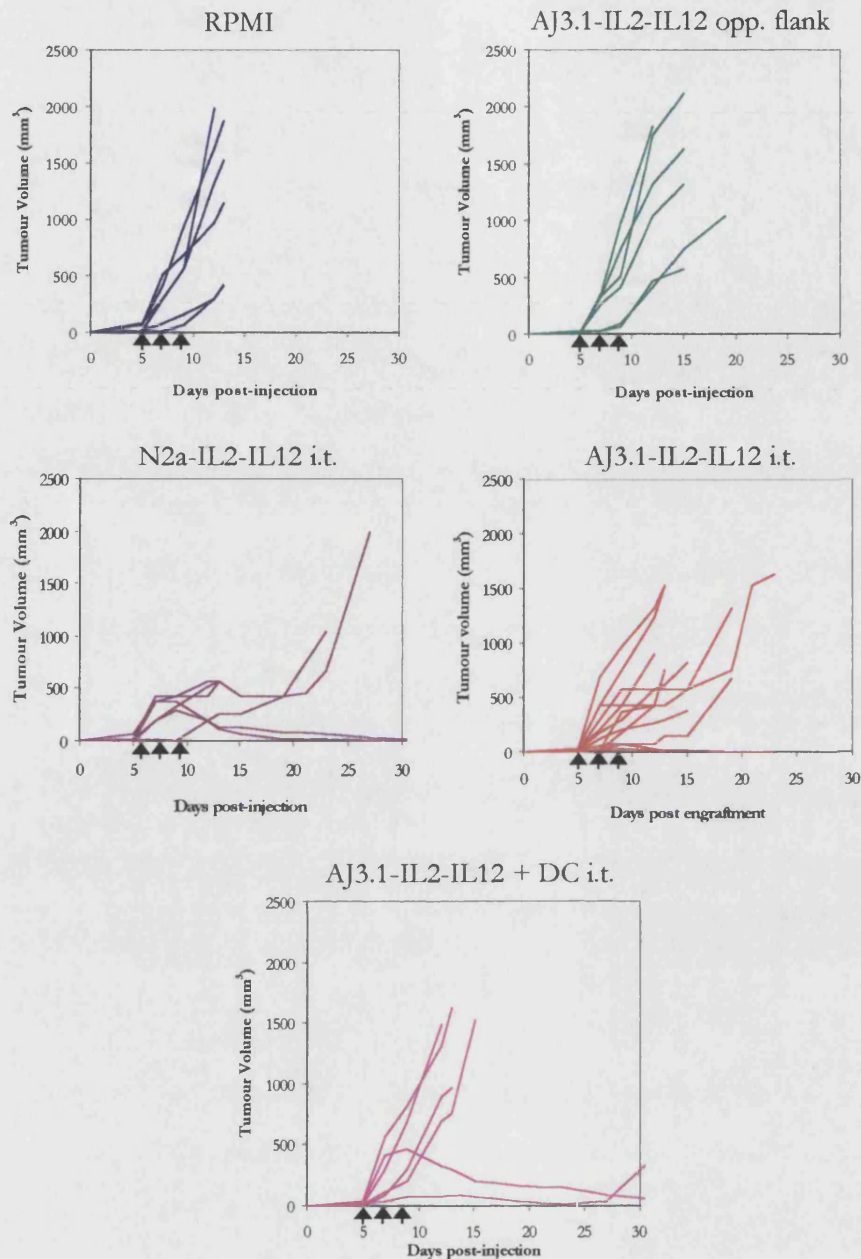 RPMI
2500
2000
1500
1000
500
0
Tumour Volume (mm³)
0 5 10 15 20 25 30
Days post-injection
AJ3.1-IL2-IL12 opp. flank
2500
2000
1500
1000
500
0
Tumour Volume (mm³)
0 5 10 15 20 25 30
Days post-injection
N2a-IL2-IL12 i.t.
2500
2000
1500
1000
500
0
Tumour Volume (mm³)
0 5 10 15 20 25 30
Days post-injection
AJ3.1-IL2-IL12 i.t.
2500
2000
1500
1000
500
0
Tumour volume (mm³)
0 5 10 15 20 25 30
Days post engraftment
AJ3.1-IL2-IL12 + DC i.t.
2500
2000
1500
1000
500
0
Tumour Volume (mm³)
0 5 10 15 20 25 30
Days post-injection